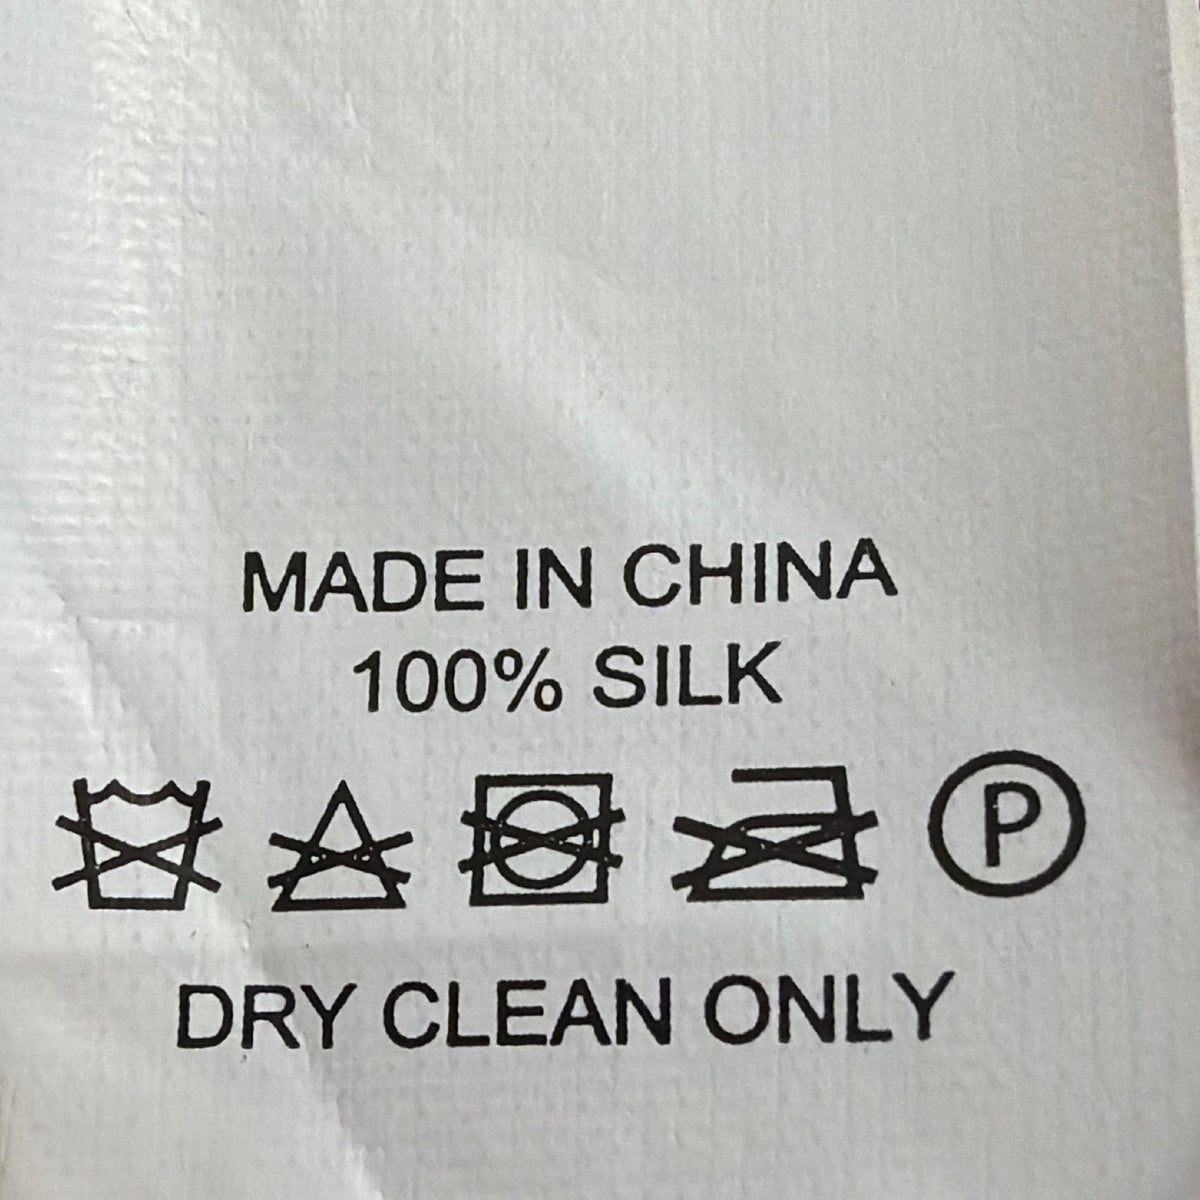 MADE IN CHINA
100% SILK
P
DRY CLEAN ONLY